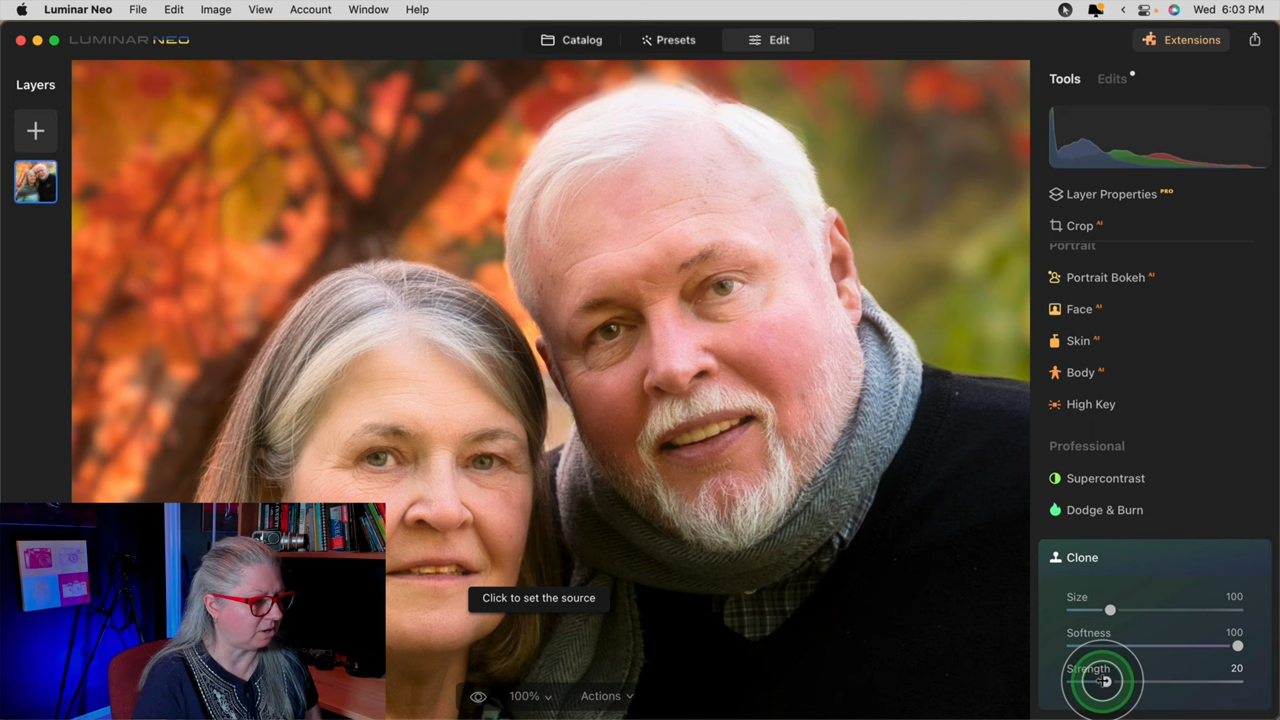 Luminar Neo File Edit Image View Account Window Help Wed 6:03 PM
LUMINAR NEO Catalog Presets Edit Extensions
Layers
Tools Edits
Layer Properties PRO
Crop AI
Portrait
Portrait Bokeh AI
Face AI
Skin AI
Body AI
High Key
Professional
Supercontrast
Dodge & Burn
Clone
Size 100
Softness 100
Strength 20
Click to set the source
100% Actions